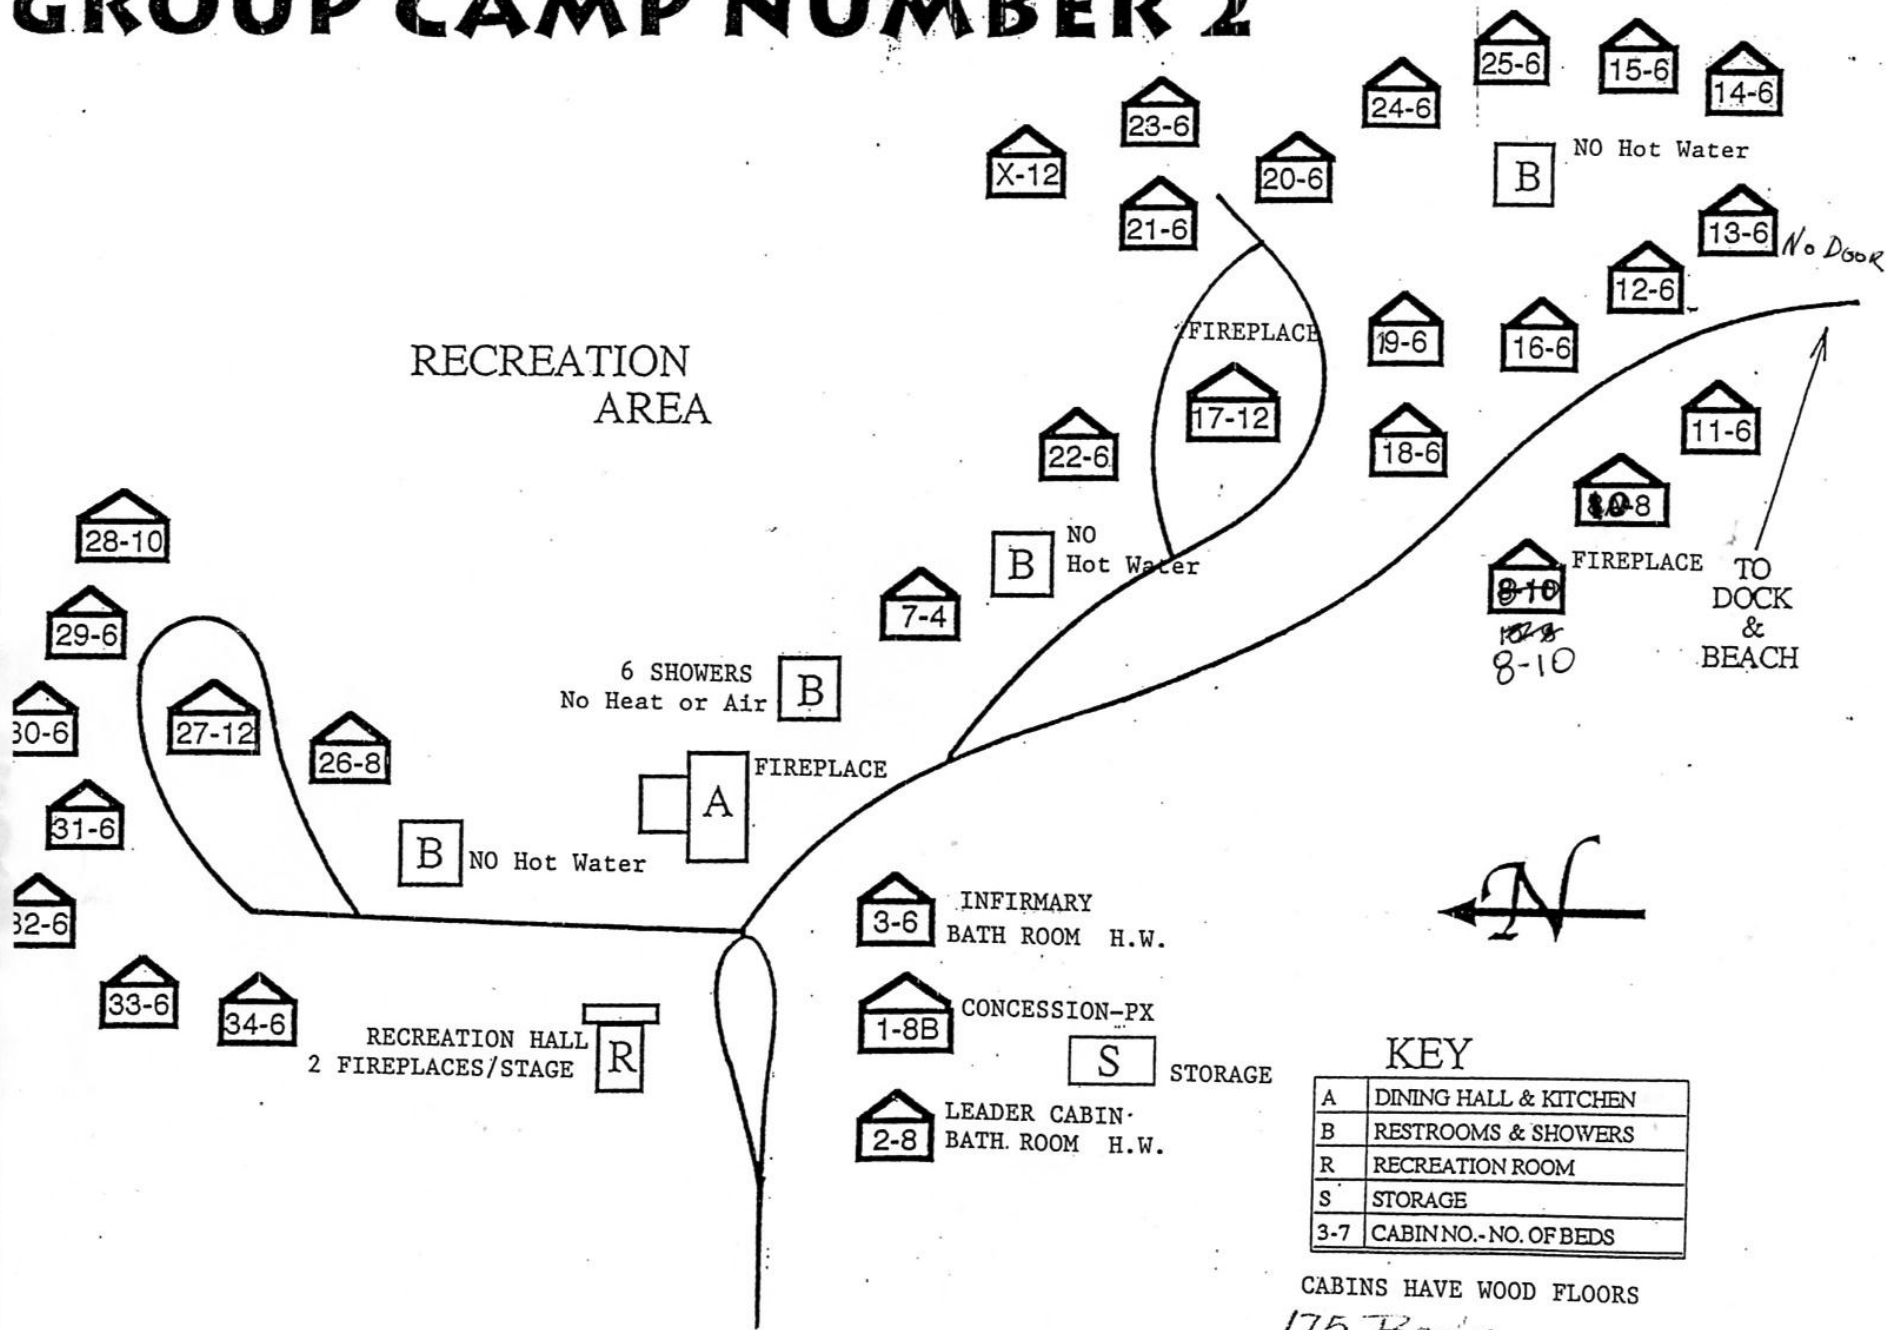 GROUP CAMP NUMBER 2
25-6
15-6
14-6
24-6
23-6
X-12
20-6
21-6
B
NO Hot Water
13-6
No Door
12-6
FIREPLACE
19-6
16-6
RECREATION
AREA
17-12
11-6
22-6
18-6
10-8
28-10
B
NO
Hot Water
FIREPLACE
8-10
8-10
TO
DOCK
&
BEACH
7-4
29-6
6 SHOWERS
No Heat or Air
B
30-6
27-12
26-8
FIREPLACE
A
31-6
B
NO Hot Water
32-6
3-6
INFIRMARY
BATH ROOM H.W.
N
33-6
34-6
RECREATION HALL
2 FIREPLACES/STAGE
R
1-8B
CONCESSION-PX
S
STORAGE
2-8
LEADER CABIN
BATH ROOM H.W.
KEY
A DINING HALL & KITCHEN
B RESTROOMS & SHOWERS
R RECREATION ROOM
S STORAGE
3-7 CABIN NO.- NO. OF BEDS
CABINS HAVE WOOD FLOORS
175